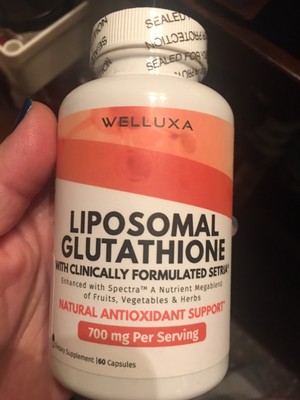 SEALED FOR
PROTECTION
SEALED FOR
WELLUXA
LIPOSOMAL
GLUTATHIONE
WITH CLINICALLY FORMULATED SETRIA®
Enhanced with Spectra™ A Nutrient Megablend
of Fruits, Vegetables & Herbs
NATURAL ANTIOXIDANT SUPPORT*
700 mg Per Serving
Dietary Supplement | 60 Capsules